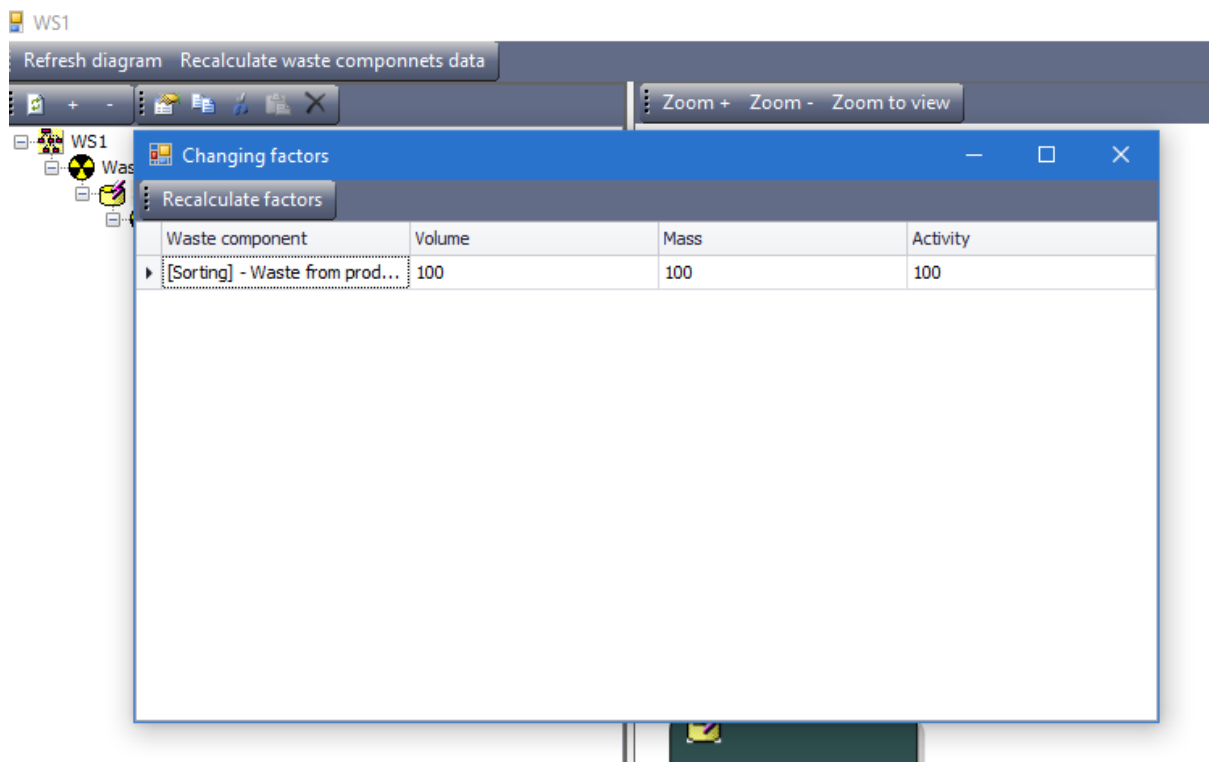 WS1
Refresh diagram Recalculate waste componnets data
+ - Zoom + Zoom - Zoom to view
WS1
Was
Changing factors
Recalculate factors
Waste component Volume Mass Activity
[Sorting] - Waste from prod... 100 100 100